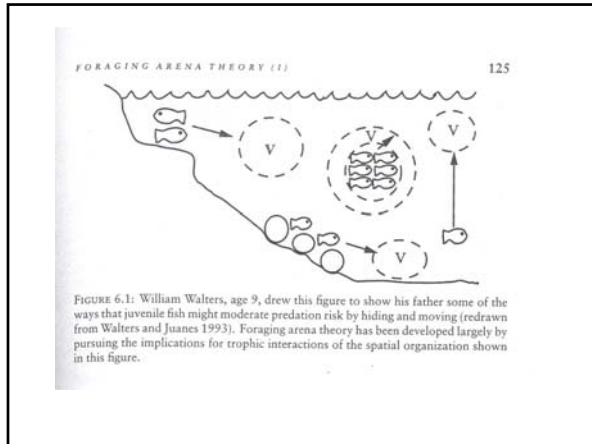 FORAGING ARENA THEORY (I) 125
V
V
V
V
FIGURE 6.1: William Walters, age 9, drew this figure to show his father some of the
ways that juvenile fish might moderate predation risk by hiding and moving (redrawn
from Walters and Juanes 1993). Foraging arena theory has been developed largely by
pursuing the implications for trophic interactions of the spatial organization shown
in this figure.